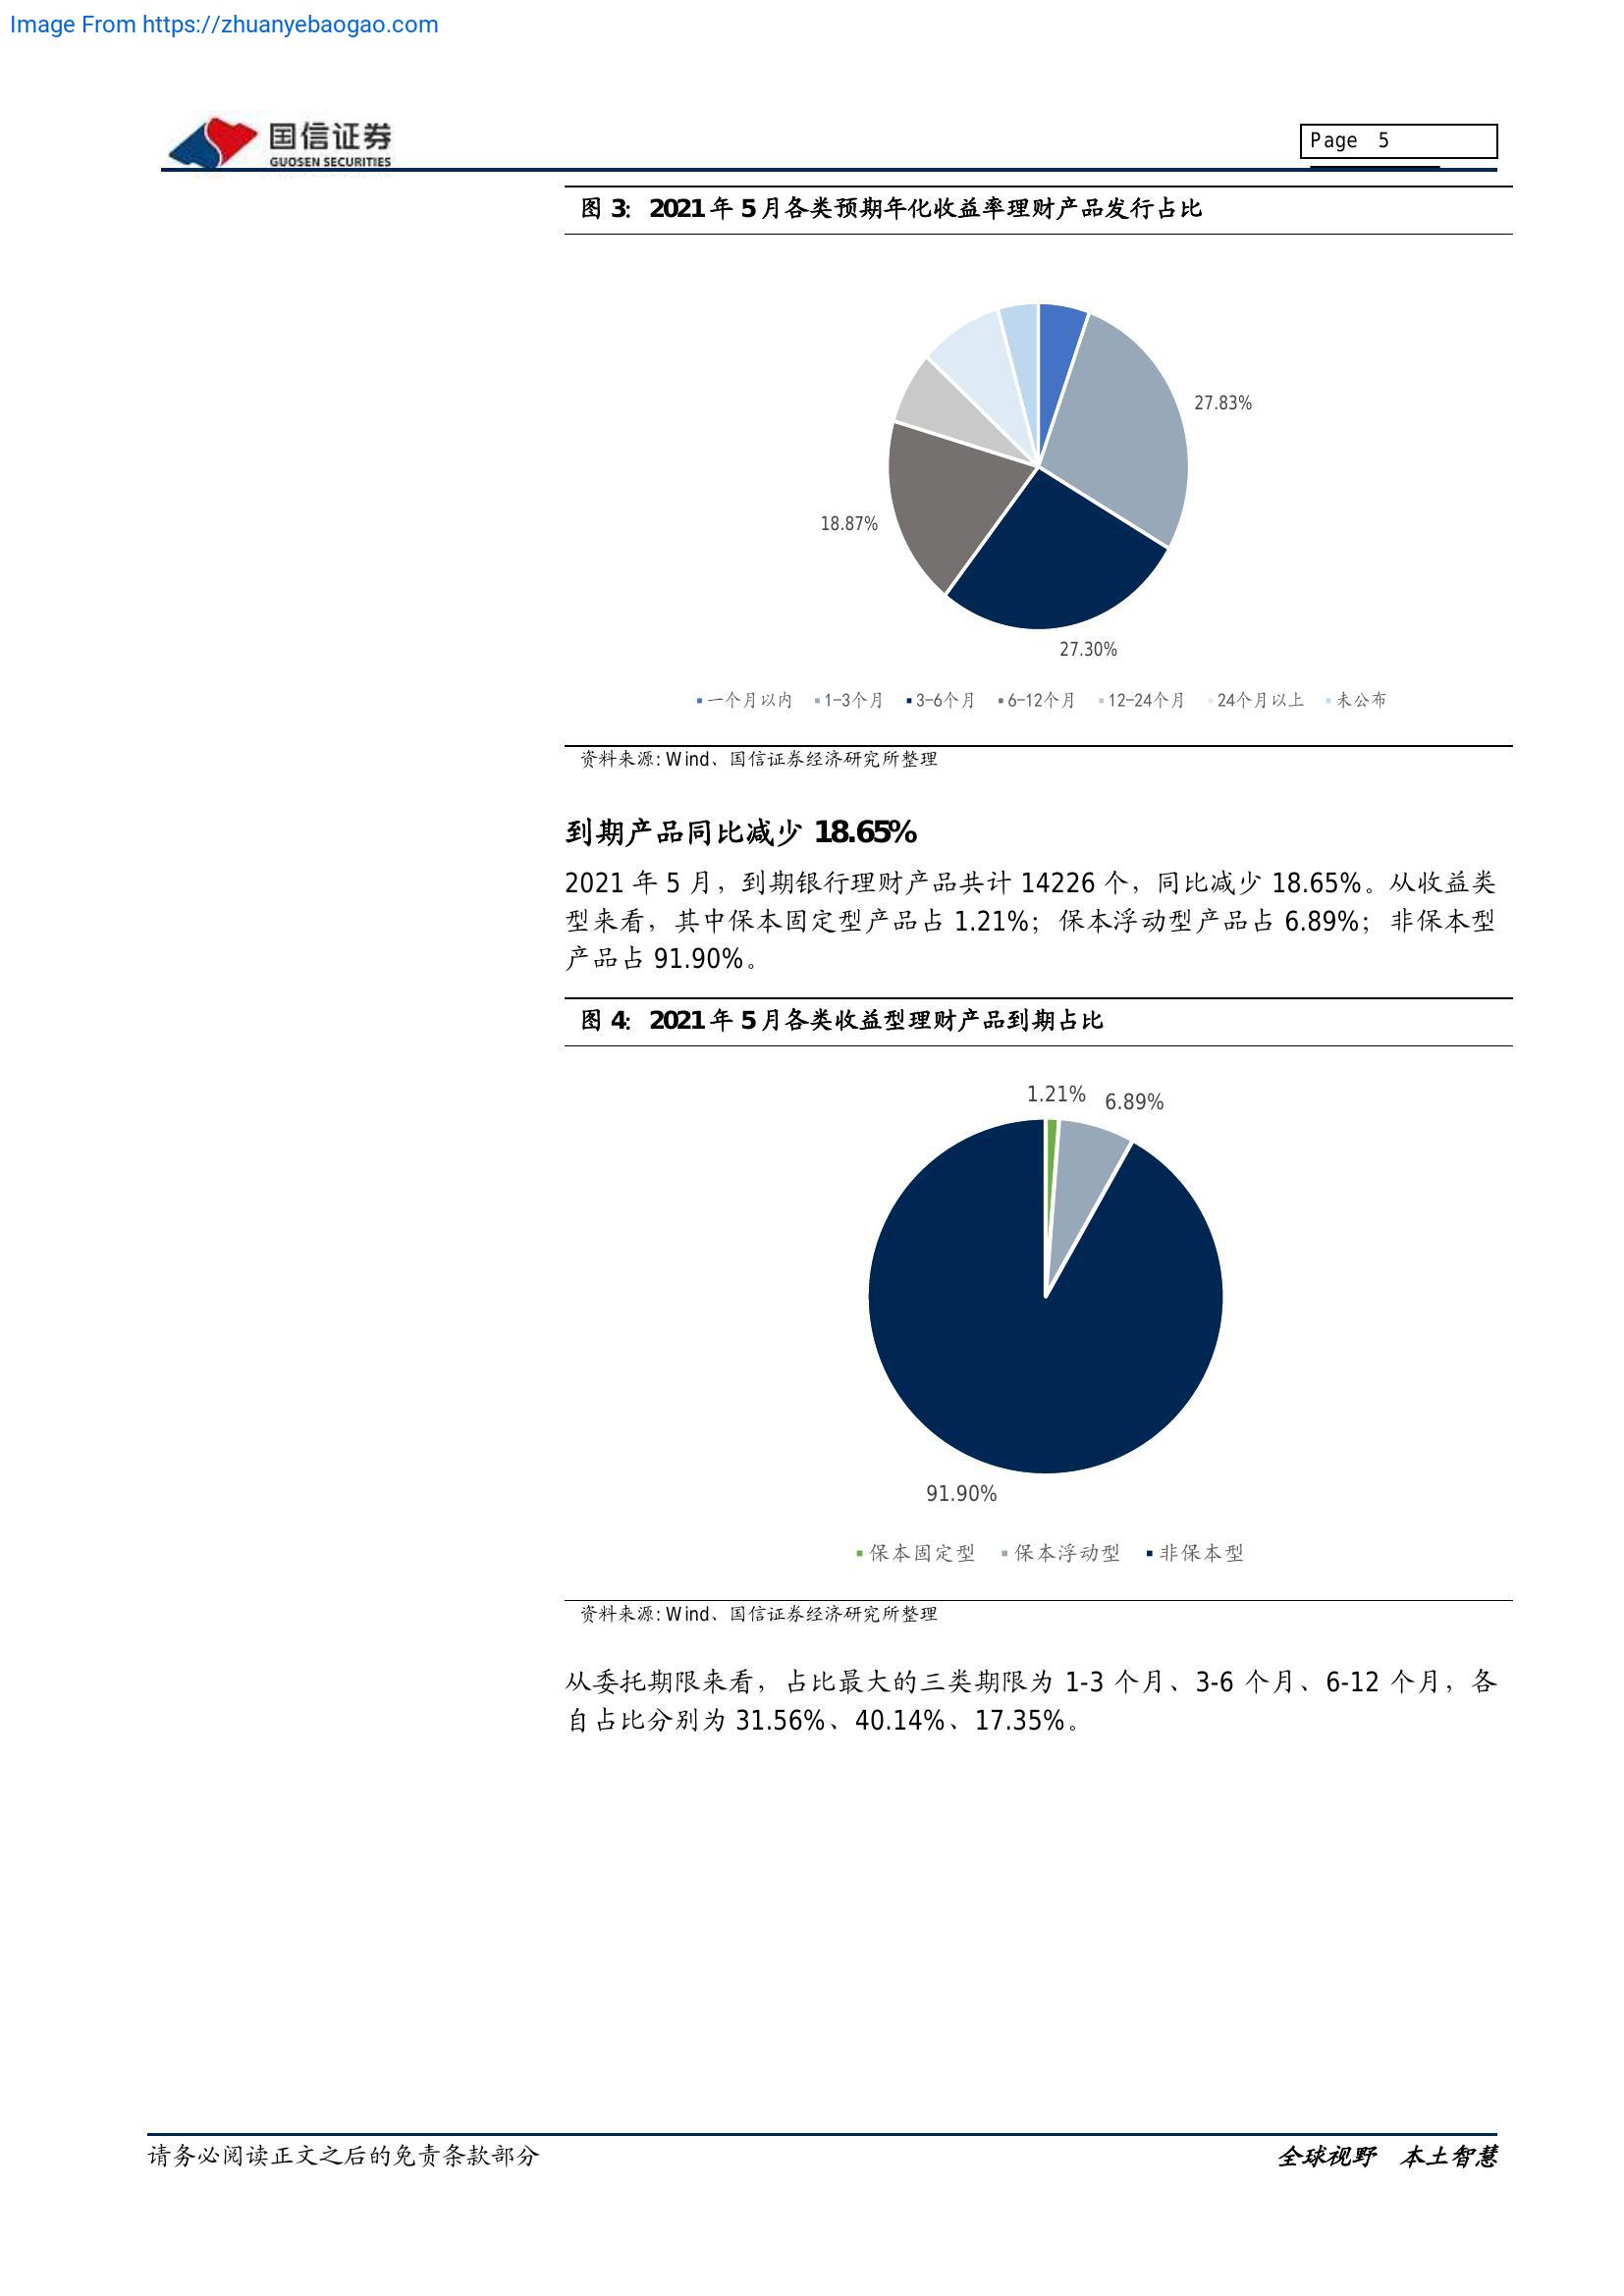 Image From https://zhuanyebaogao.com
国信证券
GUOSEN SECURITIES
Page 5
图 3: 2021 年 5 月各类预期年化收益率理财产品发行占比
27.83%
18.87%
27.30%
一个月以内 1-3个月 3-6个月 6-12个月 12-24个月 24个月以上 未公布
资料来源: Wind、国信证券经济研究所整理
到期产品同比减少 18.65%
2021 年 5 月，到期银行理财产品共计 14226 个，同比减少 18.65%。从收益类
型来看，其中保本固定型产品占 1.21%；保本浮动型产品占 6.89%；非保本型
产品占 91.90%。
图 4: 2021 年 5 月各类收益型理财产品到期占比
1.21%
6.89%
91.90%
保本固定型 保本浮动型 非保本型
资料来源: Wind、国信证券经济研究所整理
从委托期限来看，占比最大的三类期限为 1-3 个月、3-6 个月、6-12 个月，各
自占比分别为 31.56%、40.14%、17.35%。
请务必阅读正文之后的免责条款部分
全球视野 本土智慧